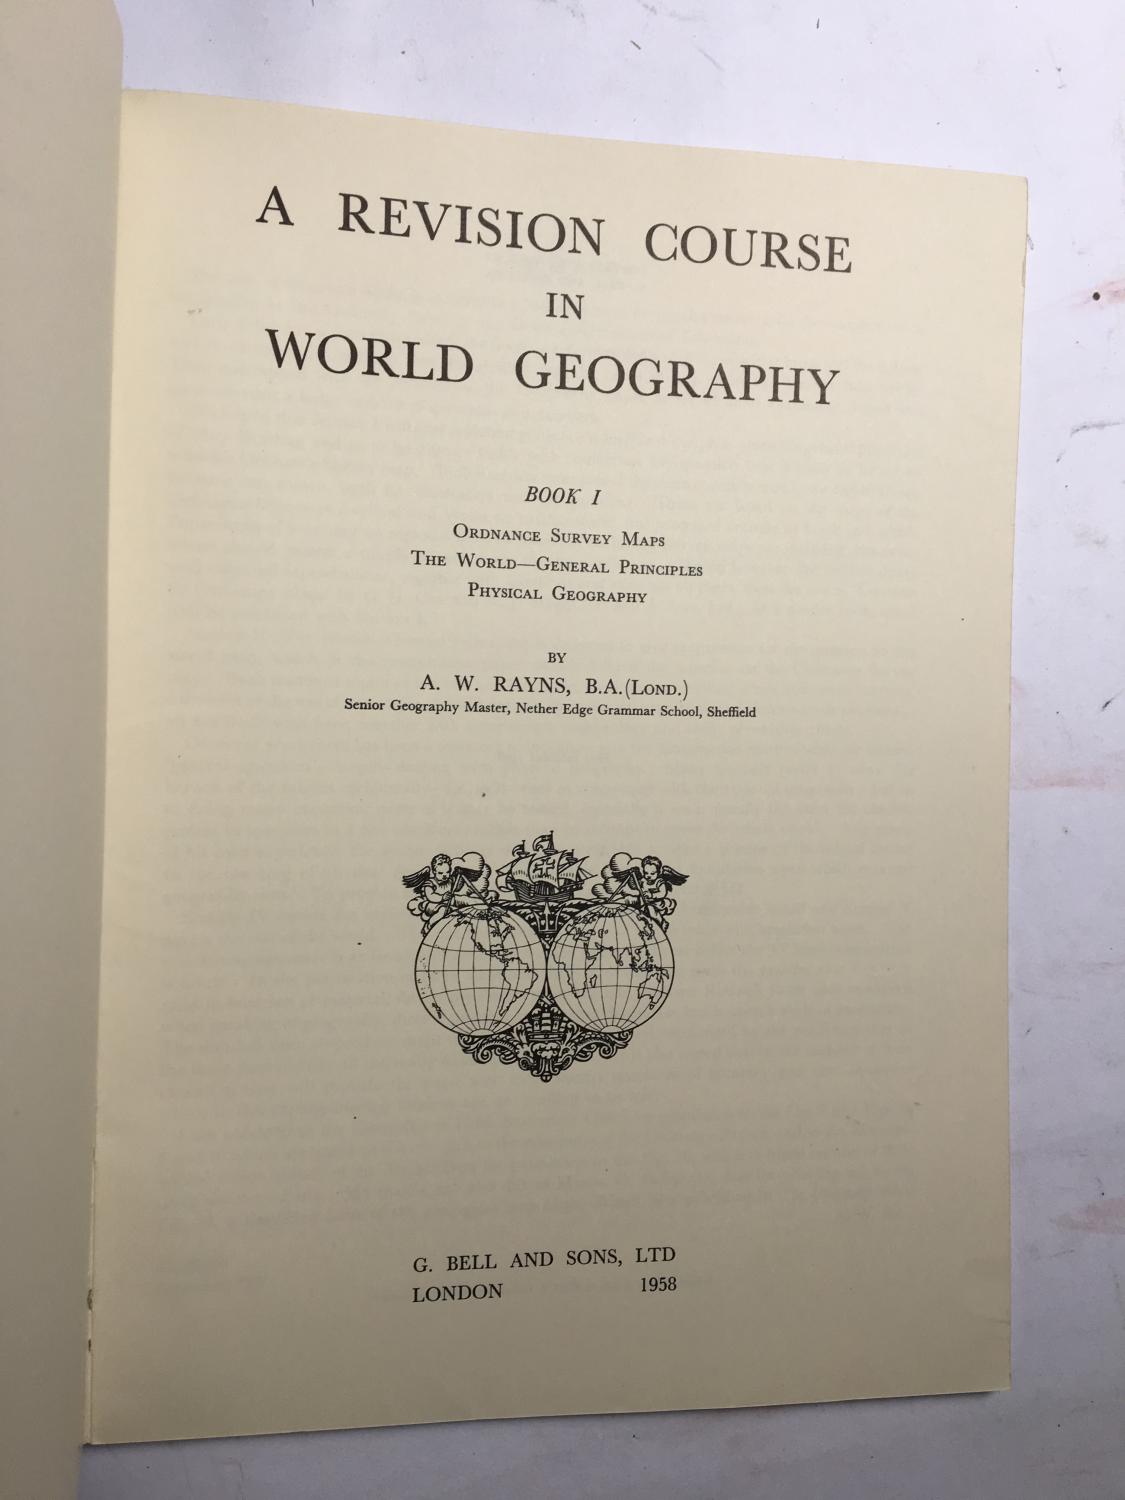 A REVISION COURSE
IN
WORLD GEOGRAPHY
BOOK I
ORDNANCE SURVEY MAPS
THE WORLD—GENERAL PRINCIPLES
PHYSICAL GEOGRAPHY
BY
A. W. RAYNS, B.A.(LOND.)
Senior Geography Master, Nether Edge Grammar School, Sheffield
G. BELL AND SONS, LTD
LONDON 1958